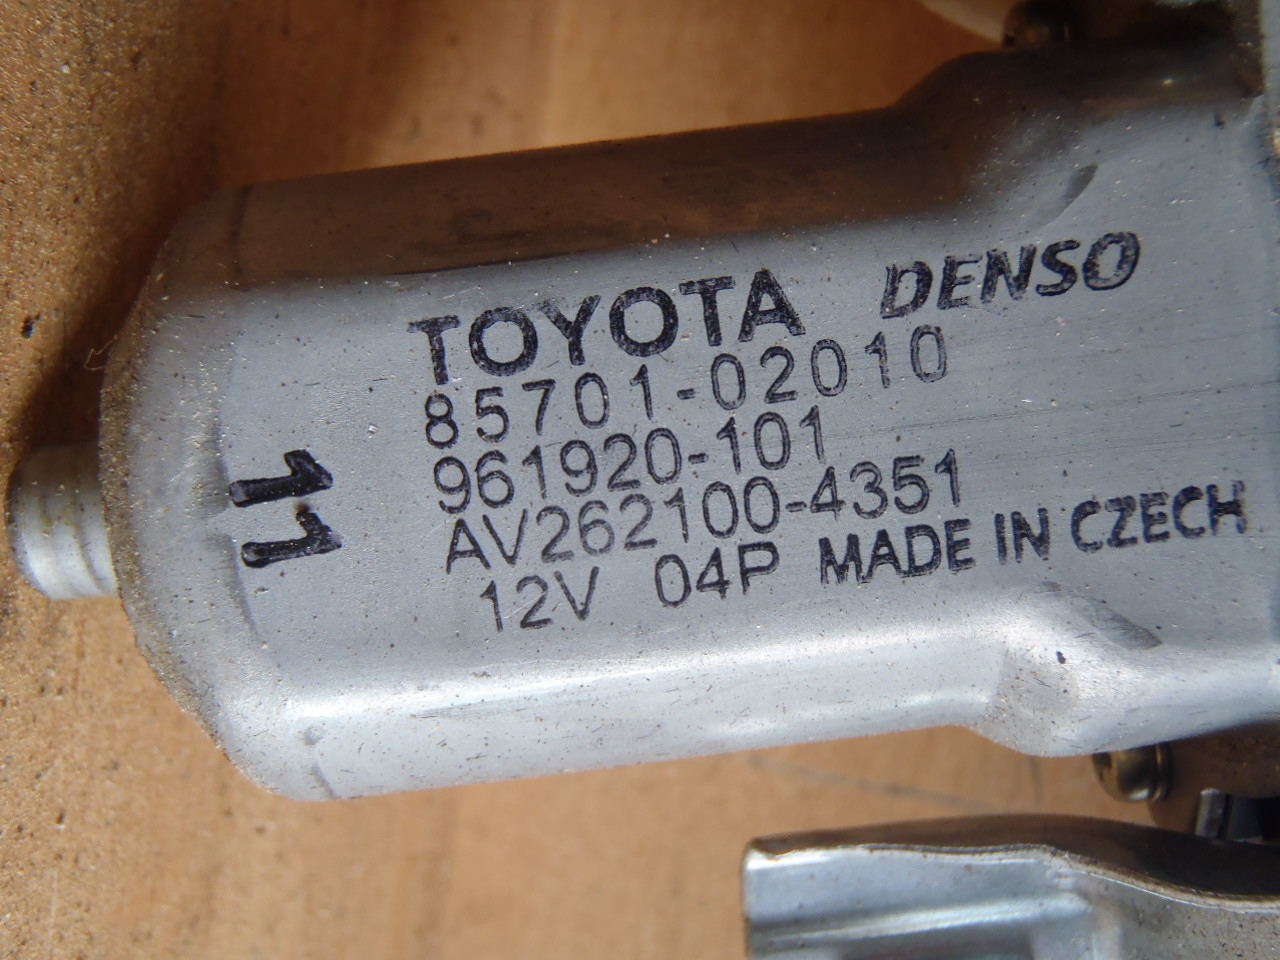 TOYOTA DENSO
85701-02010
961920-101
AV262100-4351
12V 04P MADE IN CZECH
11